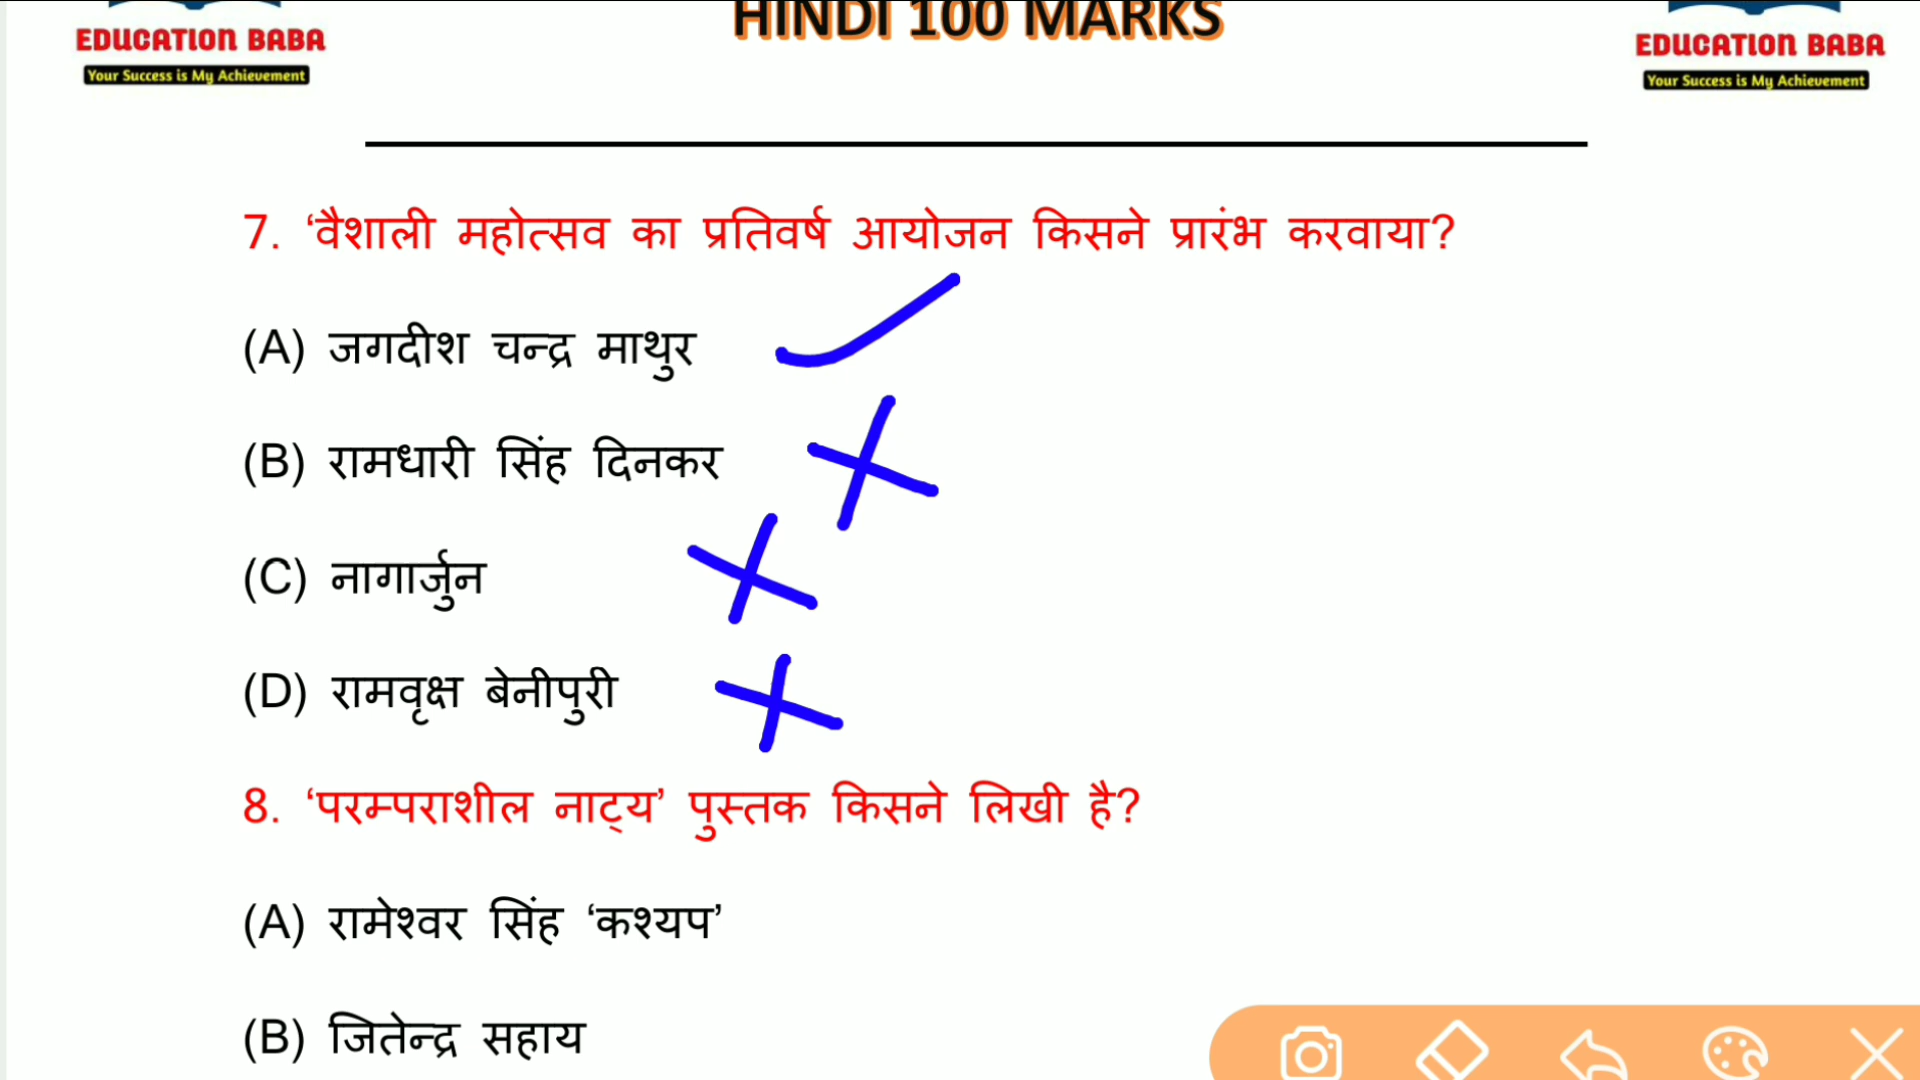 HINDI 100 MARKS
EDUCATION BABA
Your Success is My Achievement
EDUCATION BABA
Your Success is My Achievement
7. ‘वैशाली महोत्सव का प्रतिवर्ष आयोजन किसने प्रारंभ करवाया?
(A) जगदीश चन्द्र माथुर
(B) रामधारी सिंह दिनकर
(C) नागार्जुन
(D) रामवृक्ष बेनीपुरी
8. ‘परम्पराशील नाट्य’ पुस्तक किसने लिखी है?
(A) रामेश्वर सिंह ‘कश्यप’
(B) जितेन्द्र सहाय